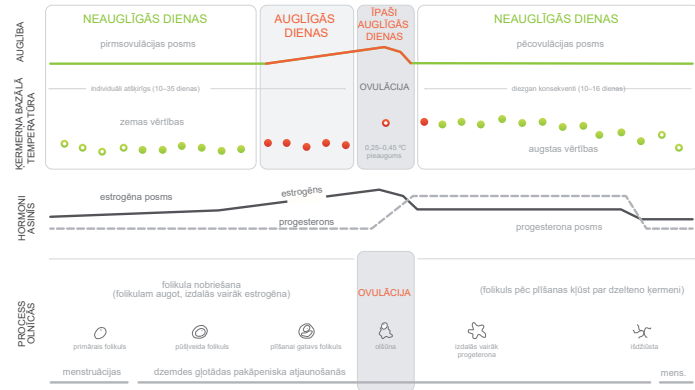 NEAUGLĪGĀS DIENAS
AUGLĪGĀS
DIENAS
ĪPAŠI
AUGLĪGĀS
DIENAS
NEAUGLĪGĀS DIENAS
AUGLĪBA
pirmsovulācijas posms
pēcovulācijas posms
ĶERMEŅA BAZĀLĀ
TEMPERATŪRA
individuāli atšķirīgs (10–35 dienas)
OVULĀCIJA
diezgan konsekventi (10–16 dienas)
zemas vērtības
0,25–0,45 ºC
pieaugums
augstas vērtības
HORMONI
ASINĪS
estrogēna posms
estrogēns
progesterons
progesterona posms
PROCESS
OLNĪCĀS
folikula nobriešana
(folikulam augot, izdalās vairāk estrogēna)
OVULĀCIJA
(folikuls pēc plīšanas kļūst par dzelteno ķermeni)
primārais folikuls
pūšļveida folikuls
plīšanai gatavs folikuls
olšūna
izdalās vairāk
progeterona
išdžiūsta
menstruācijas
dzemdes gļotādas pakāpeniska atjaunošanās
mens.